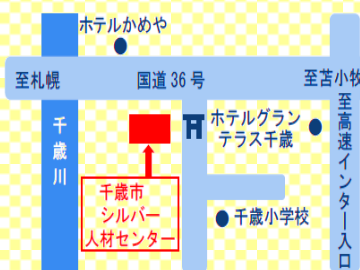 ホテルかめや
至札幌
国道36号
至苫小牧
千歳川
ホテルグラン
テラス千歳
至高速インター入口
千歳市
シルバー
人材センター
千歳小学校